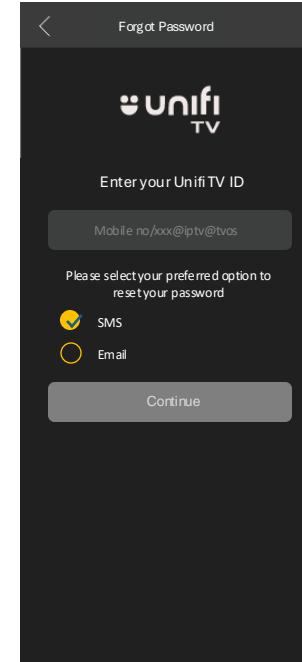 Forgot Password
unifi
TV
Enter your Unifi TV ID
Mobile no/xxx@iptv@tvos
Please select your preferred option to
reset your password
SMS
Email
Continue